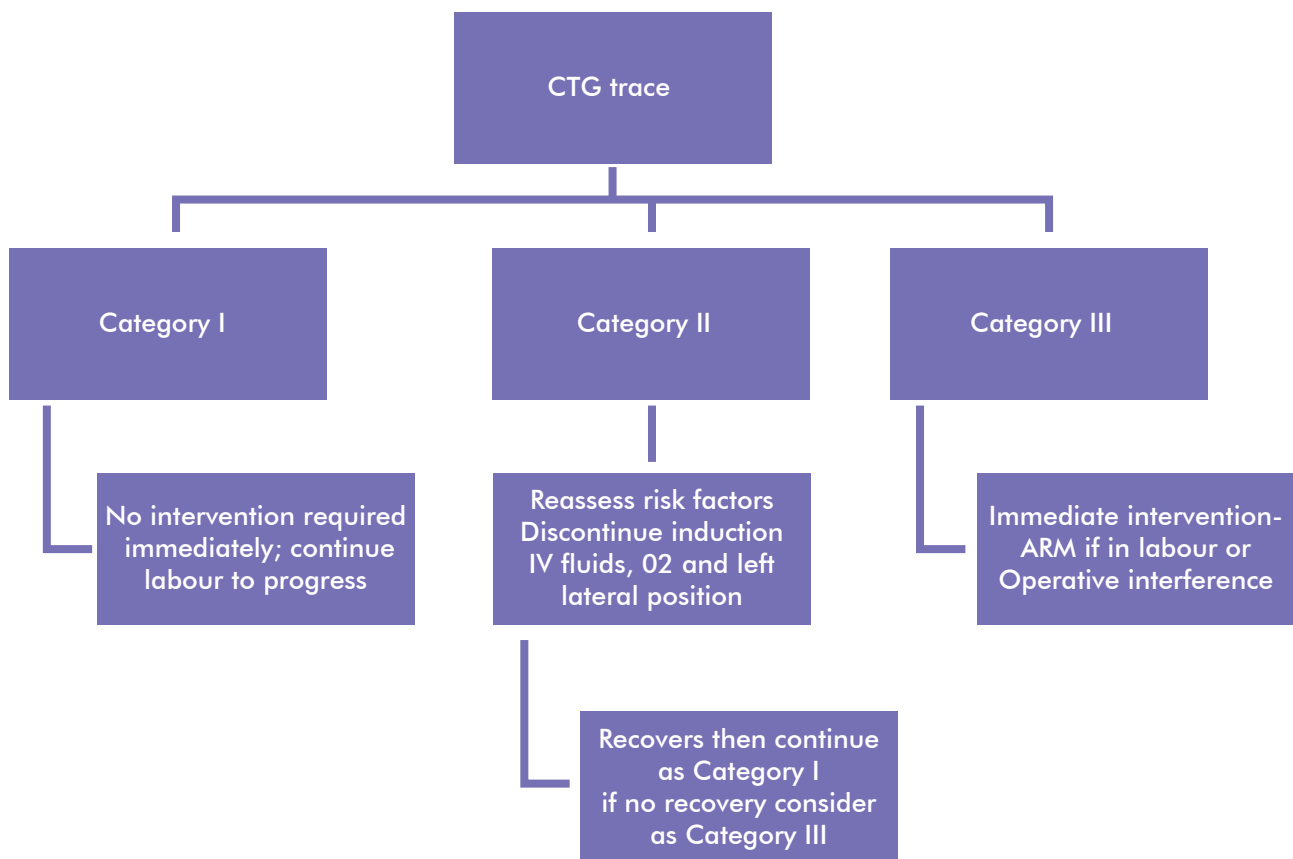 CTG trace
Category I
Category II
Category III
No intervention required
immediately; continue
labour to progress
Reassess risk factors
Discontinue induction
IV fluids, 02 and left
lateral position
Immediate intervention-
ARM if in labour or
Operative interference
Recovers then continue
as Category I
if no recovery consider
as Category III